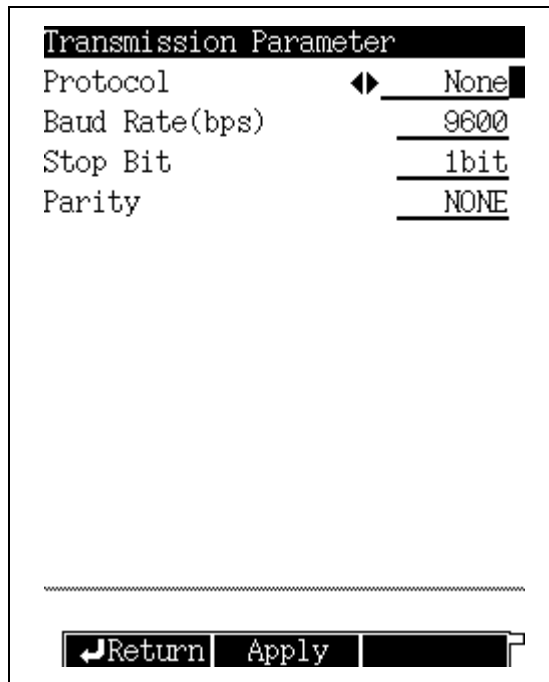 Transmission Parameter
Protocol None
Baud Rate(bps) 9600
Stop Bit 1bit
Parity NONE
Return Apply